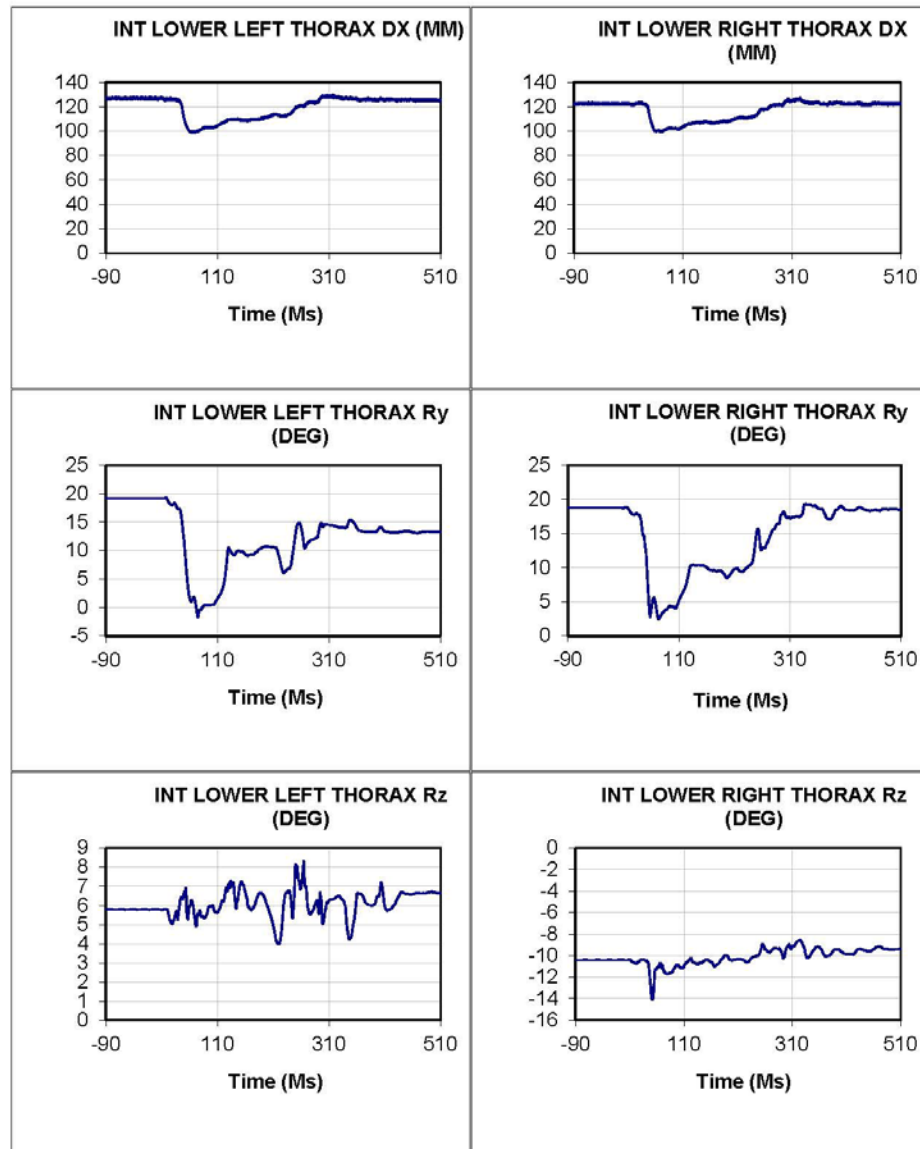 INT LOWER LEFT THORAX DX (MM)
140
120
100
80
60
40
20
0
-90 110 310 510
Time (Ms)
INT LOWER RIGHT THORAX DX
(MM)
140
120
100
80
60
40
20
0
-90 110 310 510
Time (Ms)
INT LOWER LEFT THORAX Ry
(DEG)
25
20
15
10
5
0
-5
-90 110 310 510
Time (Ms)
INT LOWER RIGHT THORAX Ry
(DEG)
25
20
15
10
5
0
-90 110 310 510
Time (Ms)
INT LOWER LEFT THORAX Rz
(DEG)
9
8
7
6
5
4
3
2
1
0
-90 110 310 510
Time (Ms)
INT LOWER RIGHT THORAX Rz
(DEG)
0
-2
-4
-6
-8
-10
-12
-14
-16
-90 110 310 510
Time (Ms)